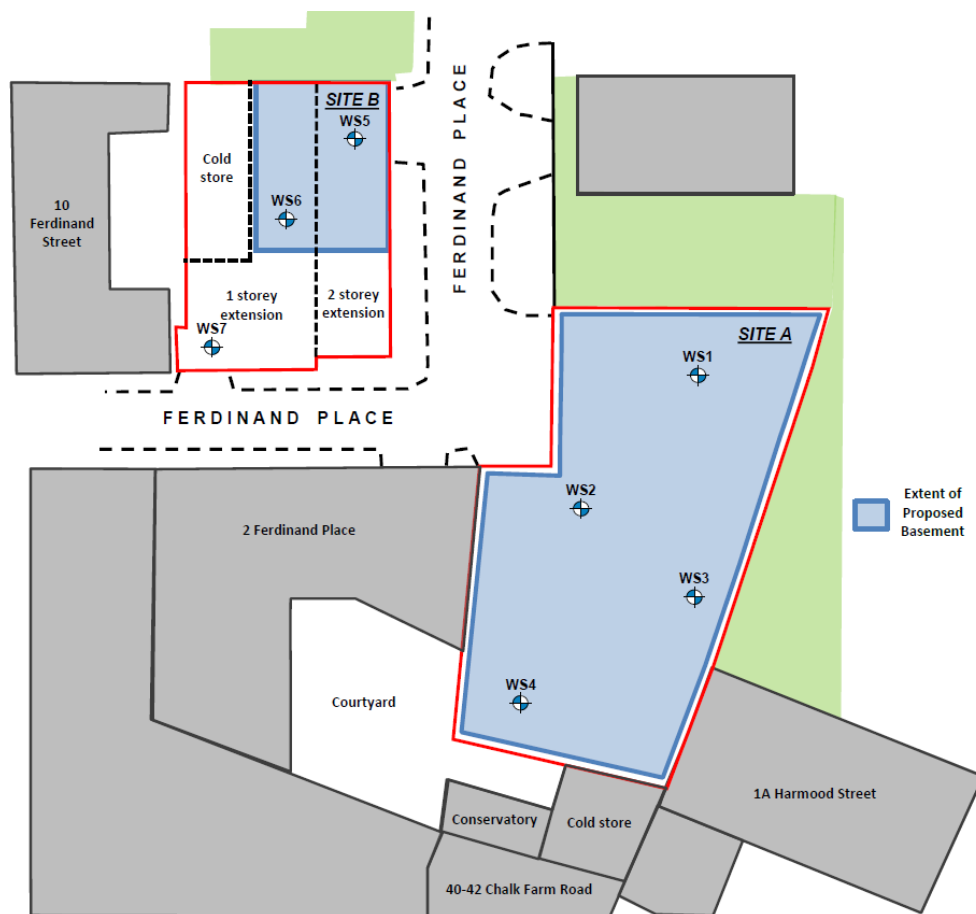 SITE B
WS5
Cold
store
WS6
10
Ferdinand
Street
1 storey
extension
2 storey
extension
WS7
FERDINAND PLACE
FERDINAND PLACE
SITE A
WS1
WS2
WS3
WS4
Extent of
Proposed
Basement
2 Ferdinand Place
Courtyard
1A Harmood Street
Conservatory
Cold store
40-42 Chalk Farm Road